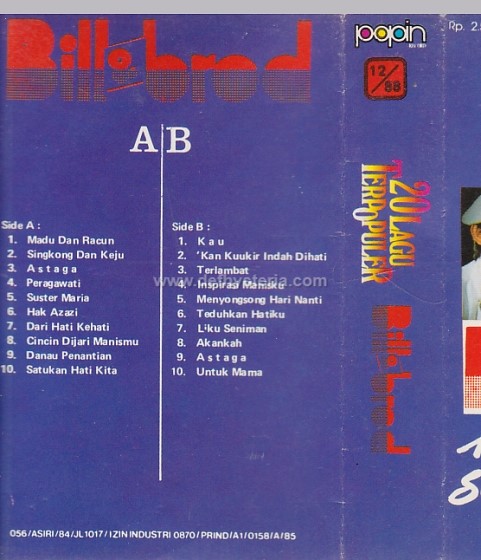 Bill & brod
A B
Side A :
1. Madu Dan Racun
2. Singkong Dan Keju
3. Astaga
4. Peragawati
5. Suster Maria
6. Hak Azazi
7. Dari Hati Kehati
8. Cincin Dijari Manismu
9. Danau Penantian
10. Satukan Hati Kita
Side B :
1. Kau
2. 'Kan Kuukir Indah Dihati
3. Terlambat
4. Inspirasi Manisku
5. Menyongsong Hari Nanti
6. Teduhkan Hatiku
7. Liku Seniman
8. Akankah
9. Astaga
10. Untuk Mama
056/ASIRI/84/JL1017/IZIN INDUSTRI 0870/PRIND/A1/0158/A/85
popin
12/88
20 LAGU
TERPOPULER
Bill & brod
Rp. 2.5